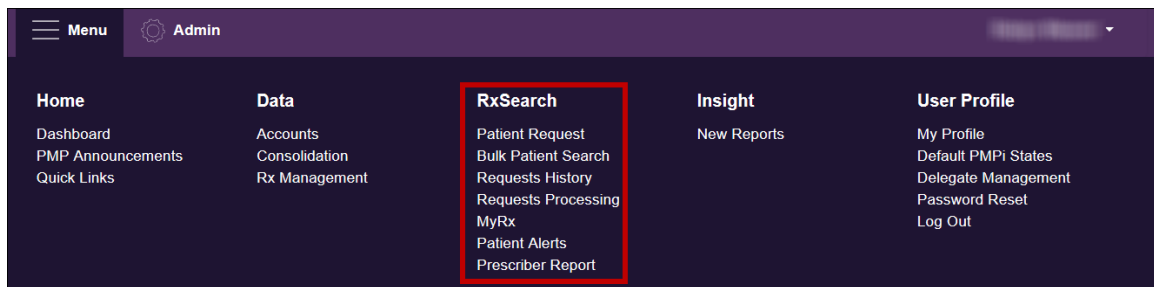 Menu
Admin
Home
Dashboard
PMP Announcements
Quick Links
Data
Accounts
Consolidation
Rx Management
RxSearch
Patient Request
Bulk Patient Search
Requests History
Requests Processing
MyRx
Patient Alerts
Prescriber Report
Insight
New Reports
User Profile
My Profile
Default PMPi States
Delegate Management
Password Reset
Log Out